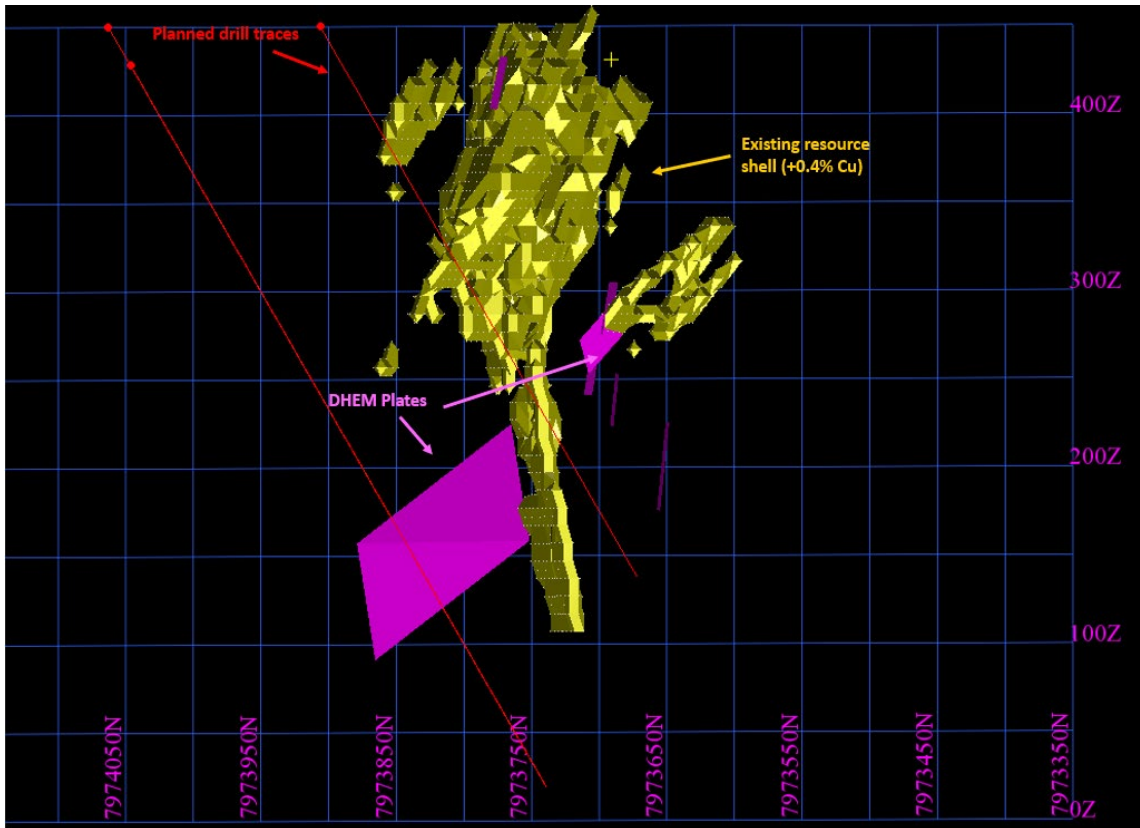 Planned drill traces
400Z
Existing resource
shell (+0.4% Cu)
300Z
DHEM Plates
200Z
100Z
7974050N
7973950N
7973850N
7973750N
7973650N
7973550N
7973450N
7973350N
0Z